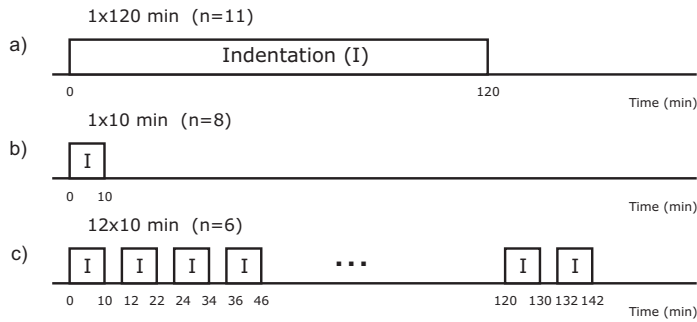 1x120 min (n=11)
a)
Indentation (I)
0 120
Time (min)
1x10 min (n=8)
b)
I
0 10
Time (min)
12x10 min (n=6)
c)
I I I I ... I I
0 10 12 22 24 34 36 46 120 130 132 142
Time (min)